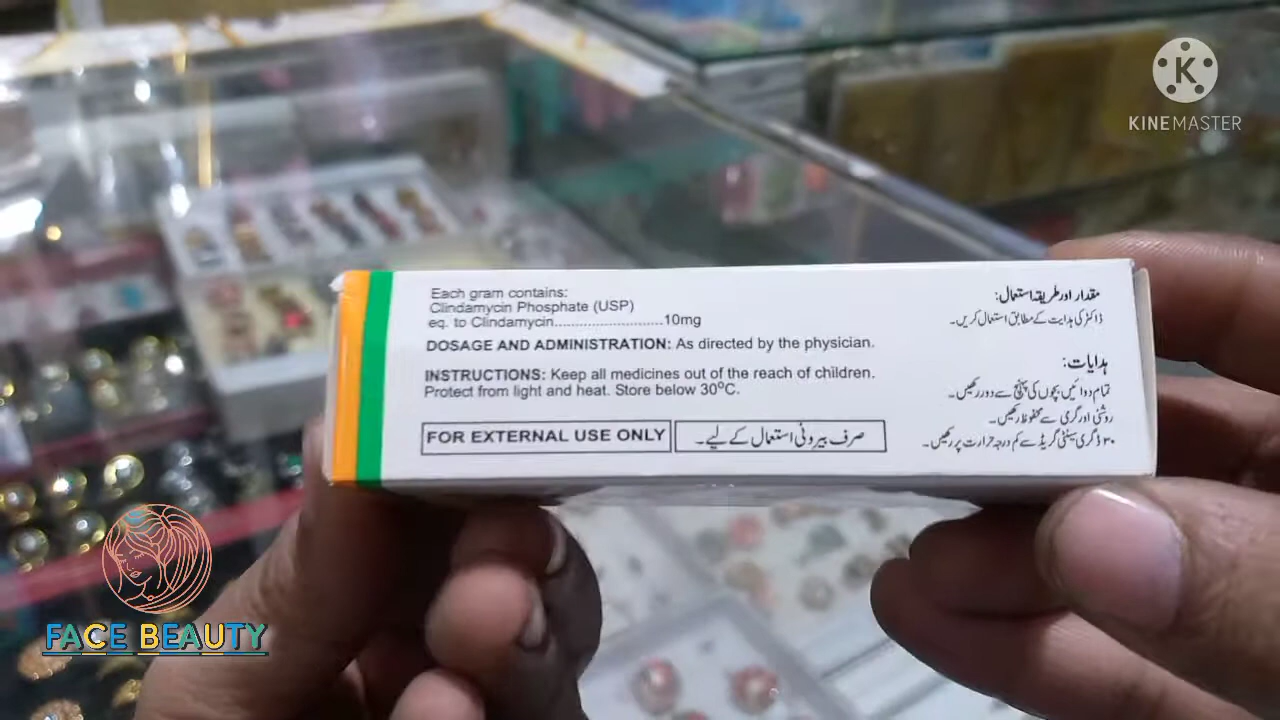 KINEMASTER
Each gram contains:
Clindamycin Phosphate (USP)
eq. to Clindamycin..........................10mg
DOSAGE AND ADMINISTRATION: As directed by the physician.
INSTRUCTIONS: Keep all medicines out of the reach of children.
Protect from light and heat. Store below 30°C.
FOR EXTERNAL USE ONLY
صرف بیرونی استعمال کے لیے۔
مقدار اور طریقہ استعمال:
ڈاکٹر کی ہدایت کے مطابق استعمال کریں۔
ہدایات:
تمام دوائیں بچوں کی پہنچ سے دور رکھیں۔
روشنی اور گرمی سے محفوظ رکھیں۔
۳۰ ڈگری سینٹی گریڈ سے کم درجہ حرارت پر رکھیں۔
FACE BEAUTY